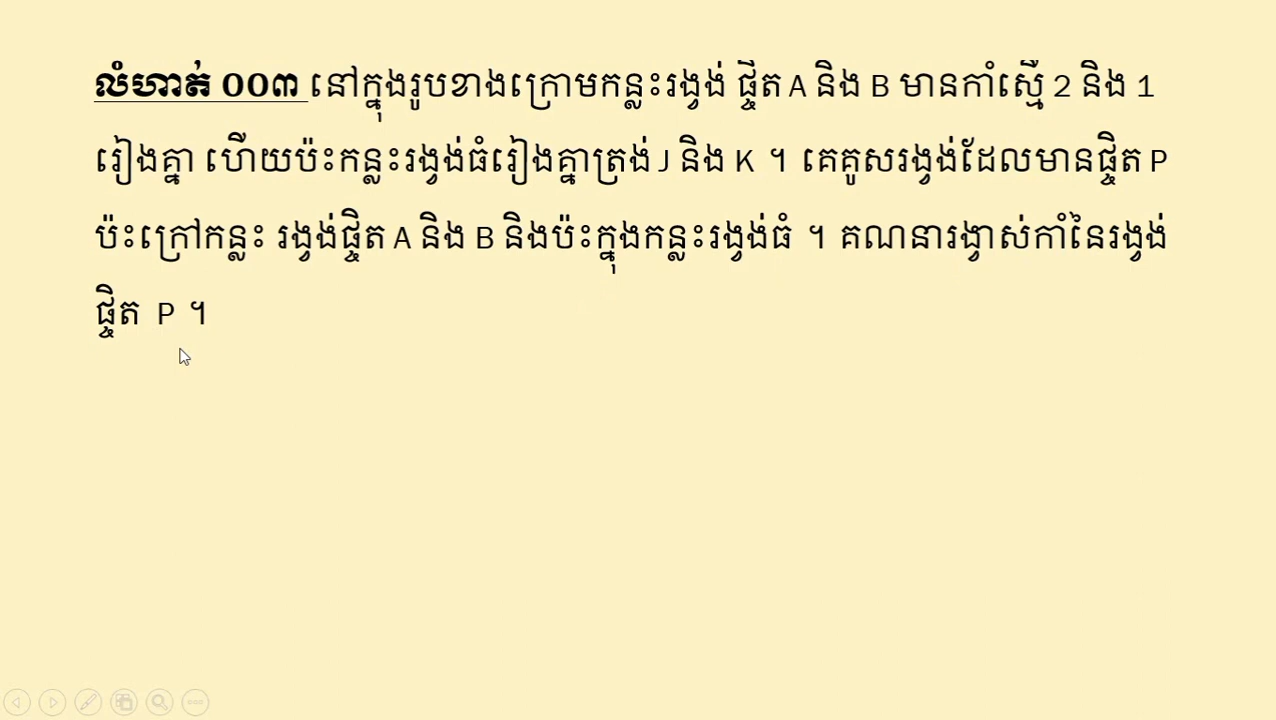 លំហាត់ ០០៣ នៅក្នុងរូបខាងក្រោមកន្លះរង្វង់ ផ្ចិត A និង B មានកាំស្មើ 2 និង 1
រៀងគ្នា ហើយប៉ះកន្លះរង្វង់ធំរៀងគ្នាត្រង់ J និង K ។ គេគូសរង្វង់ដែលមានផ្ចិត P
ប៉ះក្រៅកន្លះ រង្វង់ផ្ចិត A និង B និងប៉ះក្នុងកន្លះរង្វង់ធំ ។ គណនារង្វាស់កាំនៃរង្វង់
ផ្ចិត P ។